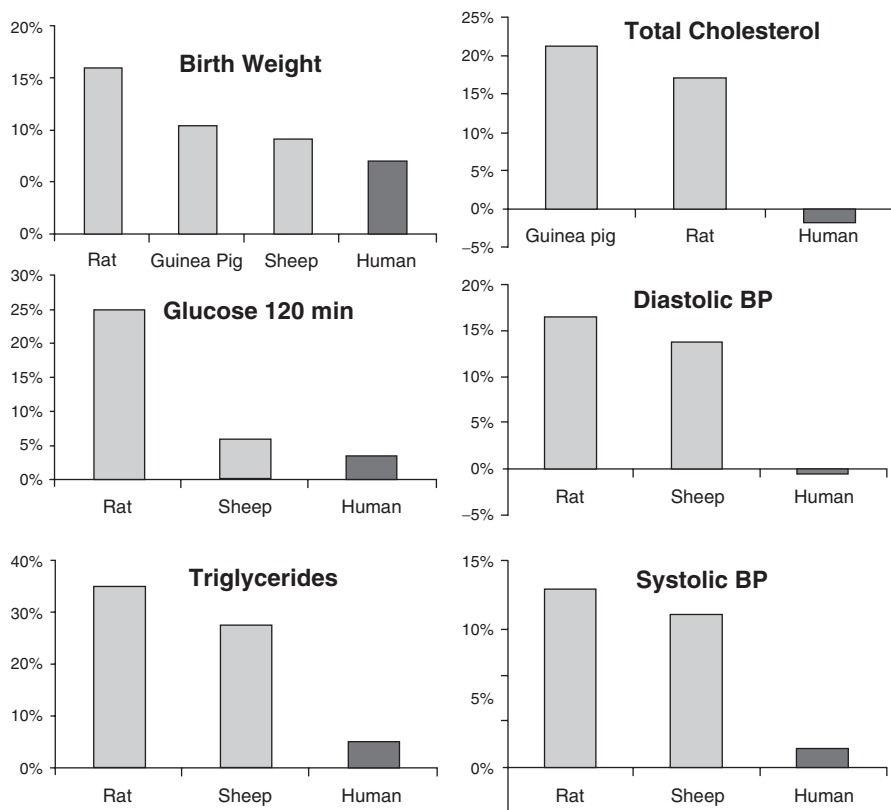 Birth Weight
20%
15%
10%
0%
0%
Rat Guinea Pig Sheep Human
Total Cholesterol
25%
20%
15%
10%
5%
0%
–5%
Guinea pig Rat Human
Glucose 120 min
30%
25%
20%
15%
10%
5%
0%
Rat Sheep Human
Diastolic BP
20%
15%
10%
5%
0%
–5%
Rat Sheep Human
Triglycerides
40%
30%
20%
10%
0%
Rat Sheep Human
Systolic BP
15%
10%
5%
0%
Rat Sheep Human